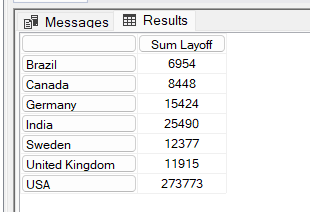 Messages Results
Sum Layoff
Brazil 6954
Canada 8448
Germany 15424
India 25490
Sweden 12377
United Kingdom 11915
USA 273773